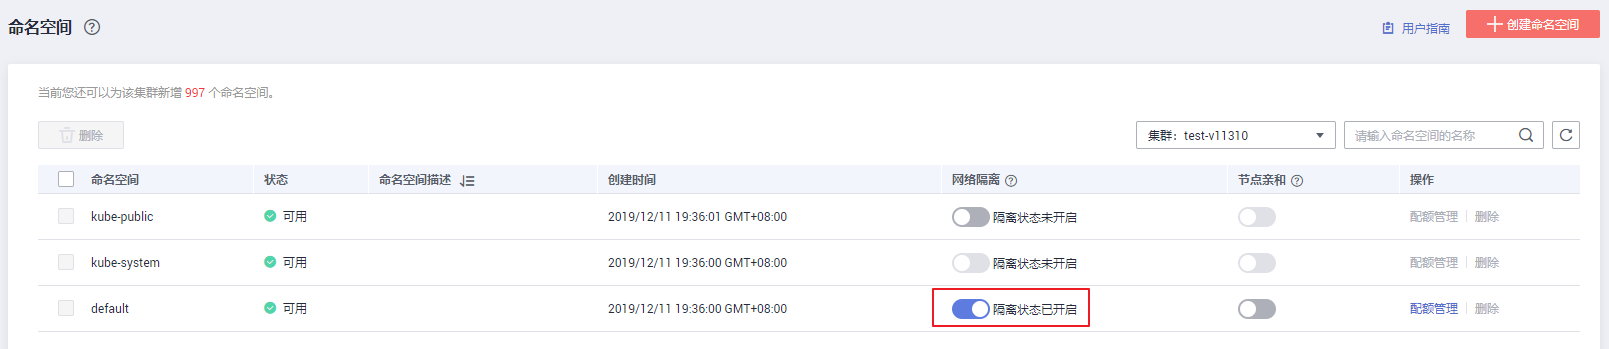 命名空间
用户指南
创建命名空间
当前您还可以为该集群新增 997 个命名空间。
删除
集群：test-v11310
请输入命名空间的名称
命名空间 状态 命名空间描述 创建时间 网络隔离 节点亲和 操作
kube-public 可用 2019/12/11 19:36:01 GMT+08:00 隔离状态未开启 配额管理 删除
kube-system 可用 2019/12/11 19:36:00 GMT+08:00 隔离状态未开启 配额管理 删除
default 可用 2019/12/11 19:36:00 GMT+08:00 隔离状态已开启 配额管理 删除